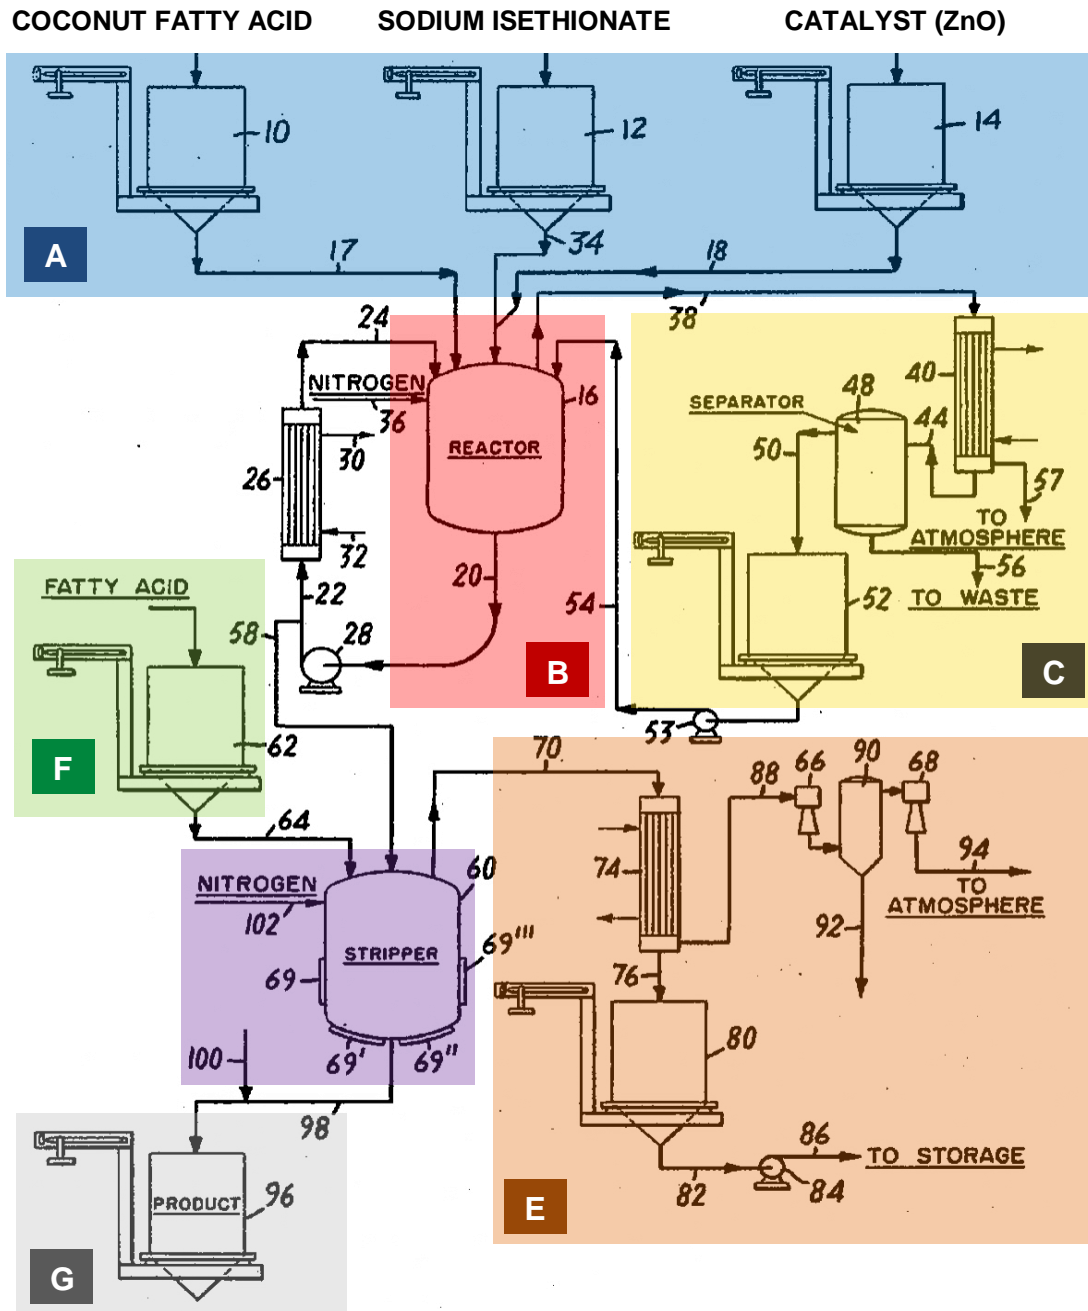 COCONUT FATTY ACID SODIUM ISETHIONATE CATALYST (ZnO)
10
12
14
A
17
34
18
38
24
NITROGEN
36
16
REACTOR
26
30
32
22
20
28
B
54
40
SEPARATOR
48
44
50
57
TO
ATMOSPHERE
56
TO WASTE
52
C
53
FATTY ACID
58
62
F
64
NITROGEN
102
60
STRIPPER
69
69'''
69'
69"
100
98
70
88
66
90
68
74
94
TO
ATMOSPHERE
92
76
80
86
TO STORAGE
82
84
E
PRODUCT
96
G